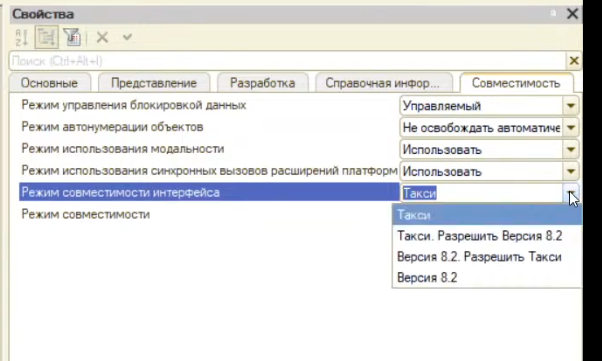 Свойства
Поиск (Ctrl+Alt+I)
Основные Представление Разработка Справочная инфор... Совместимость
Режим управления блокировкой данных Управляемый
Режим автонумерации объектов Не освобождать автоматиче
Режим использования модальности Использовать
Режим использования синхронных вызовов расширений платформ Использовать
Режим совместимости интерфейса Такси
Режим совместимости
Такси
Такси. Разрешить Версия 8.2
Версия 8.2. Разрешить Такси
Версия 8.2